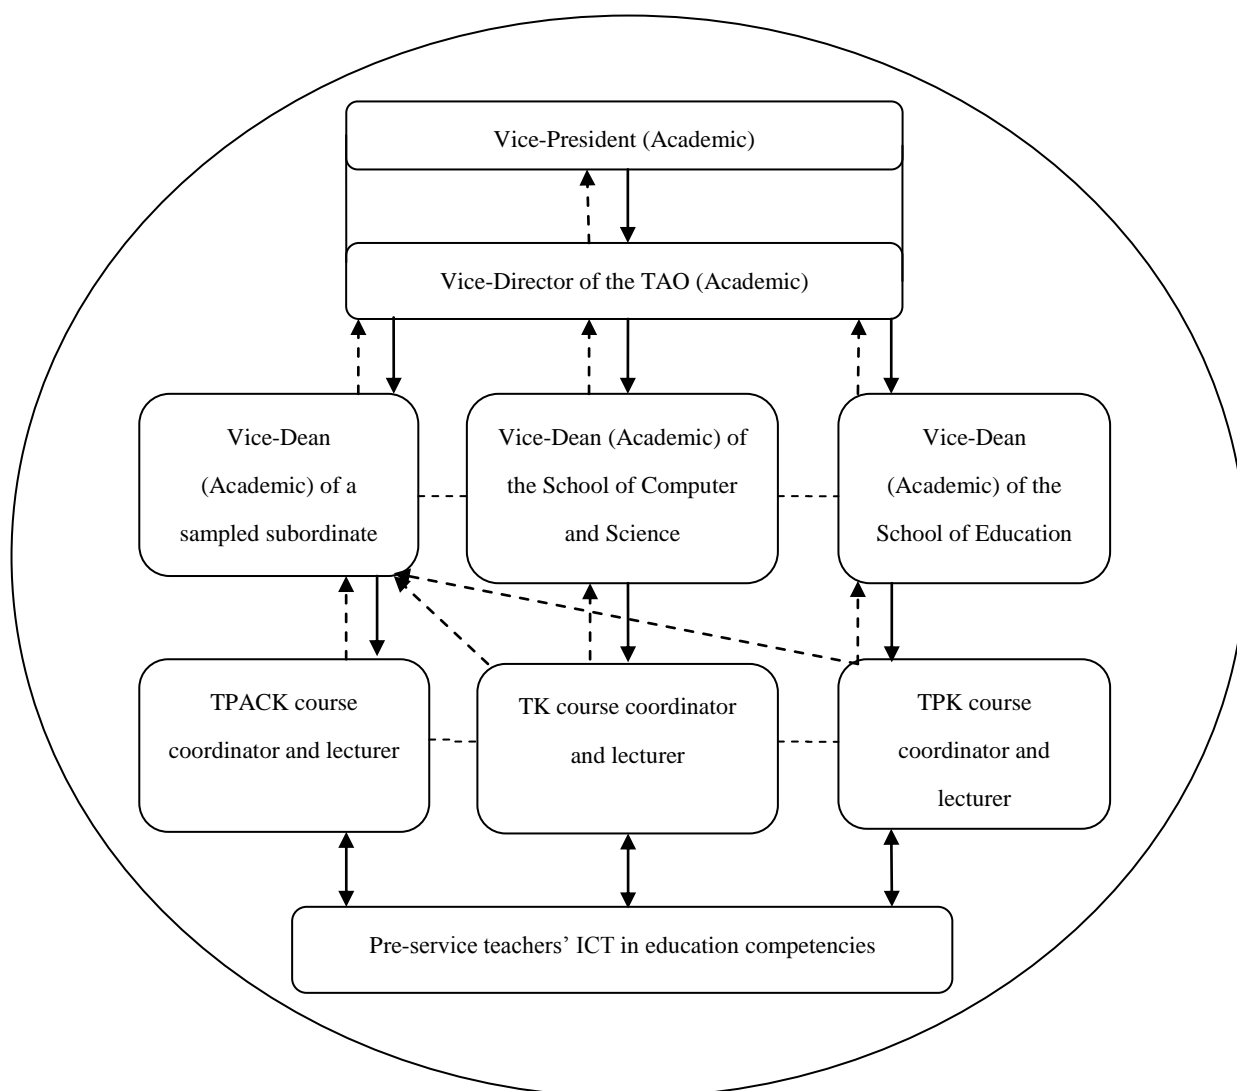 Vice-President (Academic)
Vice-Director of the TAO (Academic)
Vice-Dean
(Academic) of a
sampled subordinate
Vice-Dean (Academic) of
the School of Computer
and Science
Vice-Dean
(Academic) of the
School of Education
TPACK course
coordinator and lecturer
TK course coordinator
and lecturer
TPK course
coordinator and
lecturer
Pre-service teachers’ ICT in education competencies